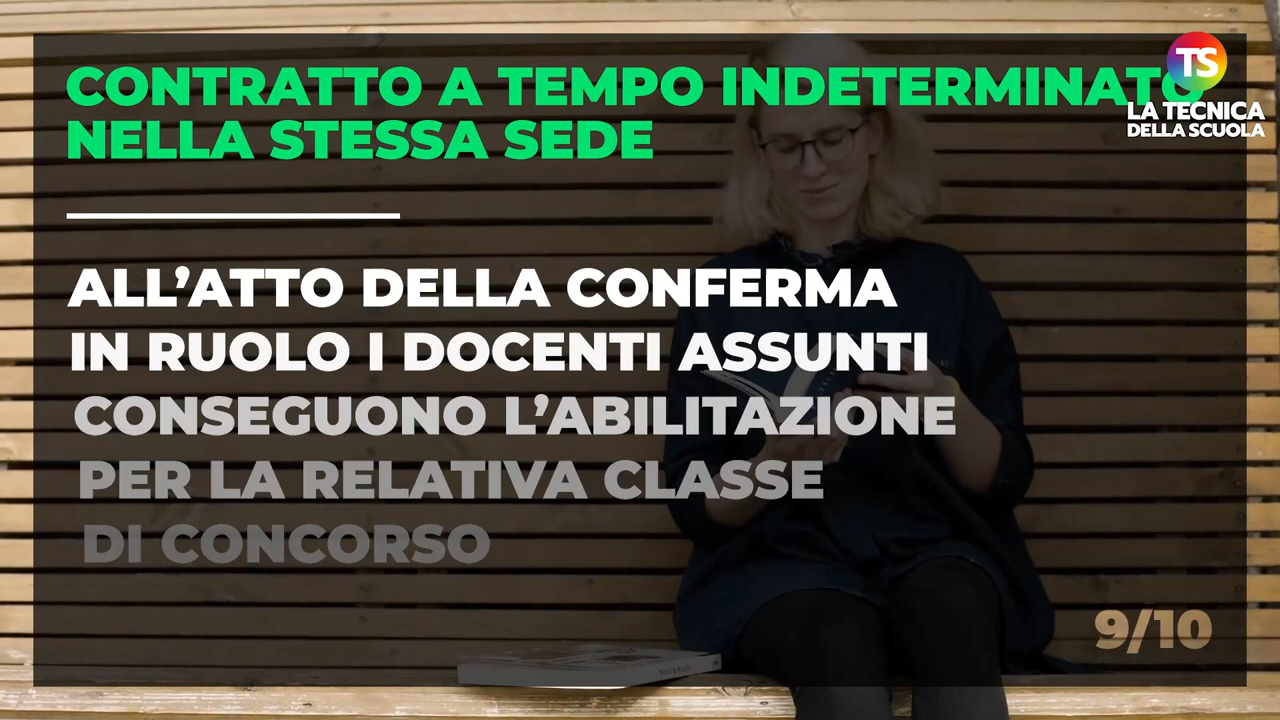 CONTRATTO A TEMPO INDETERMINATO
NELLA STESSA SEDE
TS
LA TECNICA
DELLA SCUOLA
ALL’ATTO DELLA CONFERMA
IN RUOLO I DOCENTI ASSUNTI
CONSEGUONO L’ABILITAZIONE
PER LA RELATIVA CLASSE
DI CONCORSO
9/10